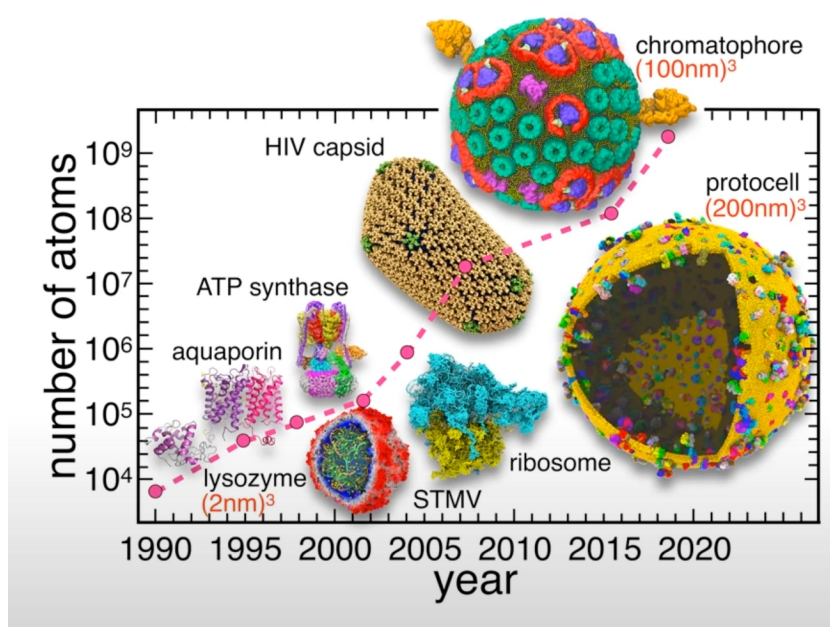 chromatophore
(100nm)³
HIV capsid
protocell
(200nm)³
ATP synthase
aquaporin
lysozyme
(2nm)³
STMV
ribosome
number of atoms
10⁹
10⁸
10⁷
10⁶
10⁵
10⁴
1990 1995 2000 2005 2010 2015 2020
year